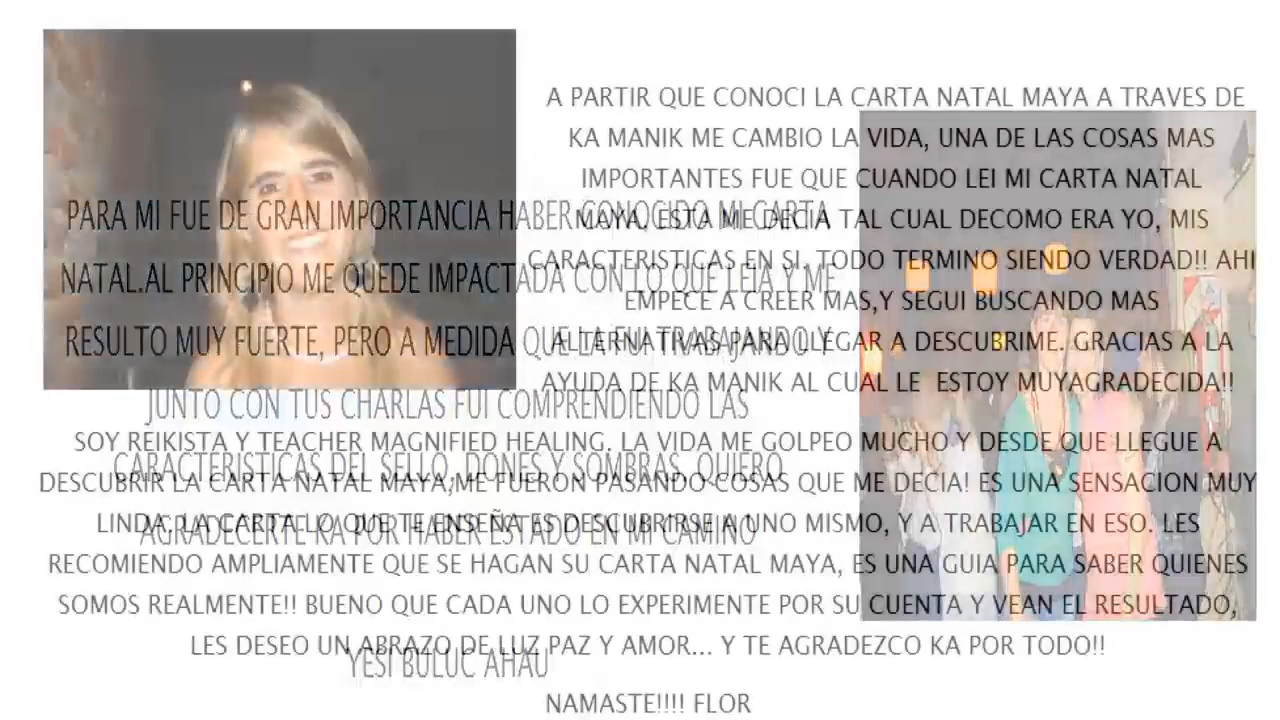 PARA MI FUE DE GRAN IMPORTANCIA HABER CONOCIDO MI CARTA
NATAL.AL PRINCIPIO ME QUEDE IMPACTADA CON LO QUE LEIA Y ME
RESULTO MUY FUERTE, PERO A MEDIDA QUE LA FUI TRABAJANDO Y
JUNTO CON TUS CHARLAS FUI COMPRENDIENDO LAS
CARACTERISTICAS DEL SELLO, DONES Y SOMBRAS. QUIERO
AGRADECERTE KA POR HABER ESTADO EN MI CAMINO
YESI BULUC AHAU
A PARTIR QUE CONOCI LA CARTA NATAL MAYA A TRAVES DE
KA MANIK ME CAMBIO LA VIDA, UNA DE LAS COSAS MAS
IMPORTANTES FUE QUE CUANDO LEI MI CARTA NATAL
MAYA, ESTA ME DECIA TAL CUAL DECOMO ERA YO, MIS
CARACTERISTICAS EN SI, TODO TERMINO SIENDO VERDAD!! AHI
EMPECE A CREER MAS,Y SEGUI BUSCANDO MAS
ALTERNATIVAS PARA LLEGAR A DESCUBRIME. GRACIAS A LA
AYUDA DE KA MANIK AL CUAL LE ESTOY MUYAGRADECIDA!!
SOY REIKISTA Y TEACHER MAGNIFIED HEALING. LA VIDA ME GOLPEO MUCHO Y DESDE QUE LLEGUE A
DESCUBRIR LA CARTA NATAL MAYA,ME FUERON PASANDO COSAS QUE ME DECIA! ES UNA SENSACION MUY
LINDA, LA CARTA LO QUE TE ENSEÑA ES DESCUBRIRSE A UNO MISMO, Y A TRABAJAR EN ESO. LES
RECOMIENDO AMPLIAMENTE QUE SE HAGAN SU CARTA NATAL MAYA, ES UNA GUIA PARA SABER QUIENES
SOMOS REALMENTE!! BUENO QUE CADA UNO LO EXPERIMENTE POR SU CUENTA Y VEAN EL RESULTADO,
LES DESEO UN ABRAZO DE LUZ PAZ Y AMOR... Y TE AGRADEZCO KA POR TODO!!
NAMASTE!!!! FLOR